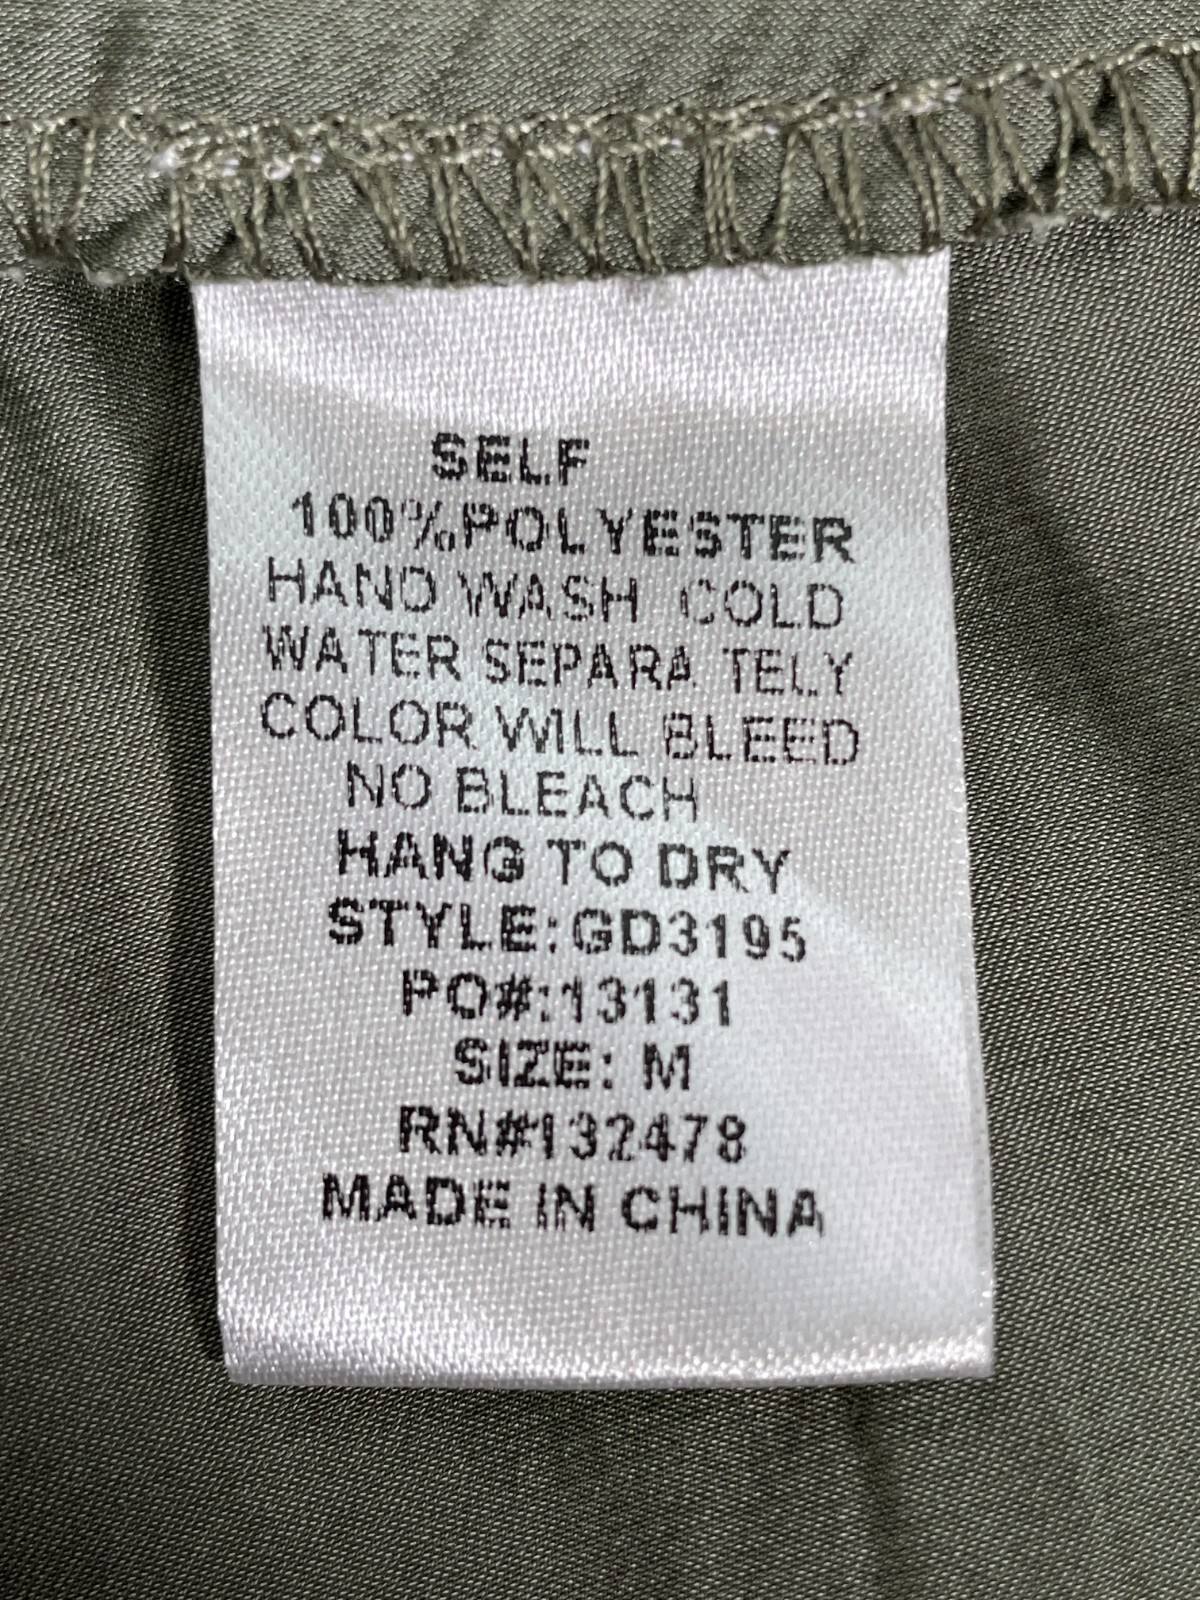 SELF
100%POLYESTER
HAND WASH COLD
WATER SEPARA TELY
COLOR WILL BLEED
NO BLEACH
HANG TO DRY
STYLE:GD3195
PO#:13131
SIZE: M
RN#132478
MADE IN CHINA